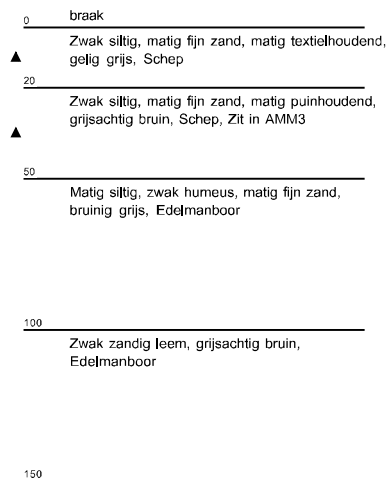 0 braak
Zwak siltig, matig fijn zand, matig textielhoudend,
gelig grijs, Schep
20
Zwak siltig, matig fijn zand, matig puinhoudend,
grijsachtig bruin, Schep, Zit in AMM3
50
Matig siltig, zwak humeus, matig fijn zand,
bruinig grijs, Edelmanboor
100
Zwak zandig leem, grijsachtig bruin,
Edelmanboor
150